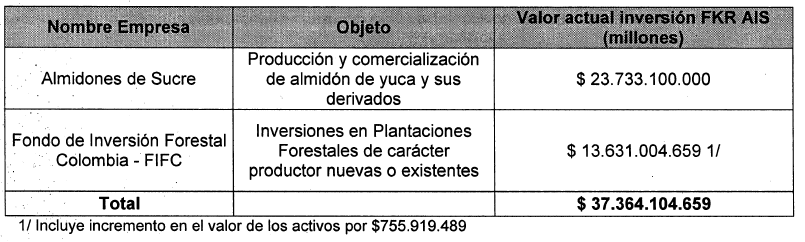 Nombre Empresa
Objeto
Valor actual inversión FKR AIS
(millones)
Almidones de Sucre
Producción y comercialización
de almidón de yuca y sus
derivados
$ 23.733.100.000
Fondo de Inversión Forestal
Colombia - FIFC
Inversiones en Plantaciones
Forestales de carácter
productor nuevas o existentes
$ 13.631.004.659 1/
Total
$ 37.364.104.659
1/ Incluye incremento en el valor de los activos por $755.919.489